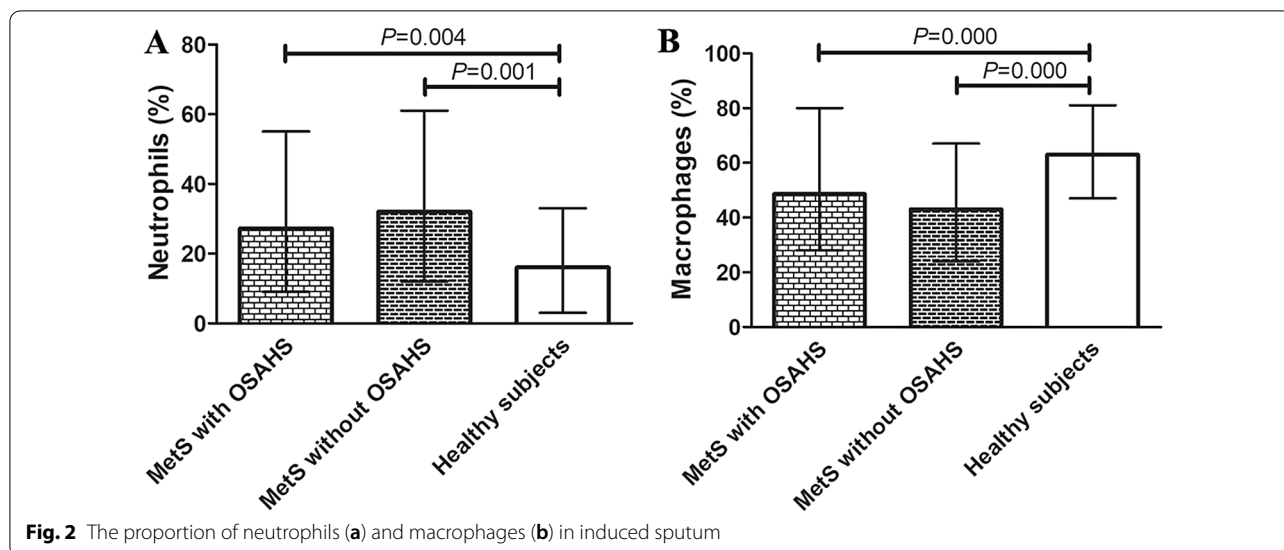 A
Neutrophils (%)
80
60
40
20
0
P=0.004
P=0.001
MetS with OSAHS
MetS without OSAHS
Healthy subjects
B
Macrophages (%)
100
80
60
40
20
0
P=0.000
P=0.000
MetS with OSAHS
MetS without OSAHS
Healthy subjects
Fig. 2 The proportion of neutrophils (a) and macrophages (b) in induced sputum